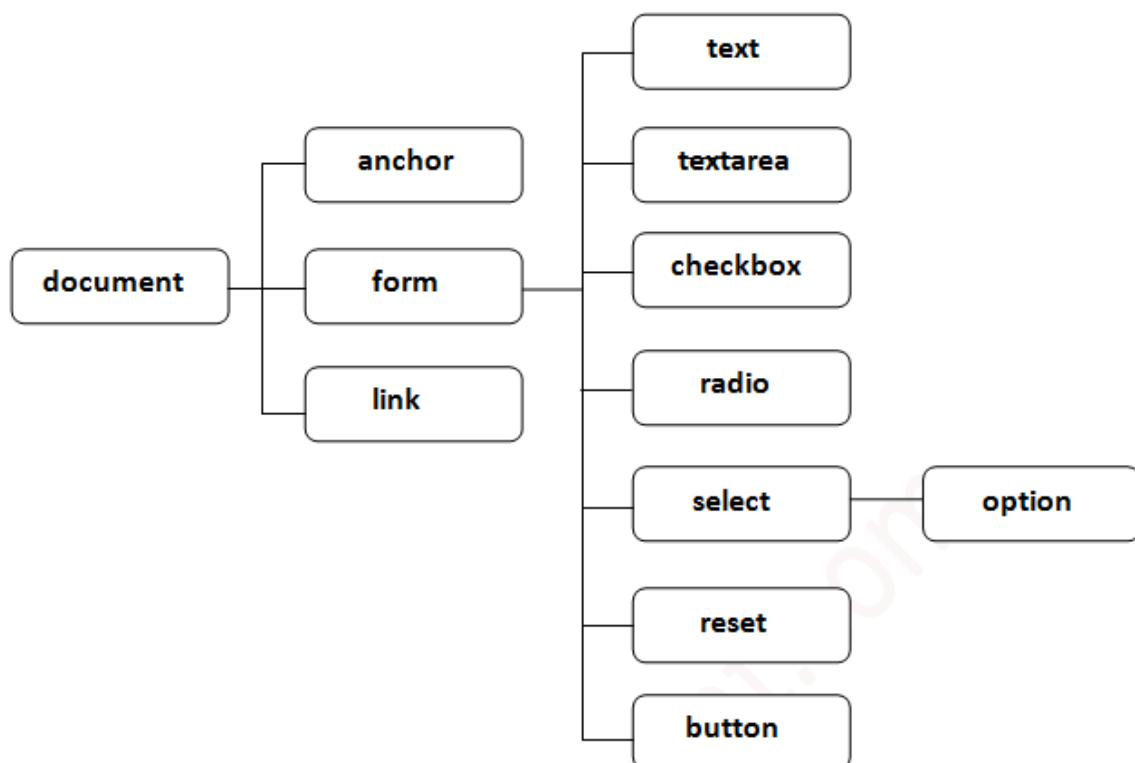 text
anchor
textarea
document
form
checkbox
link
radio
select
option
reset
button